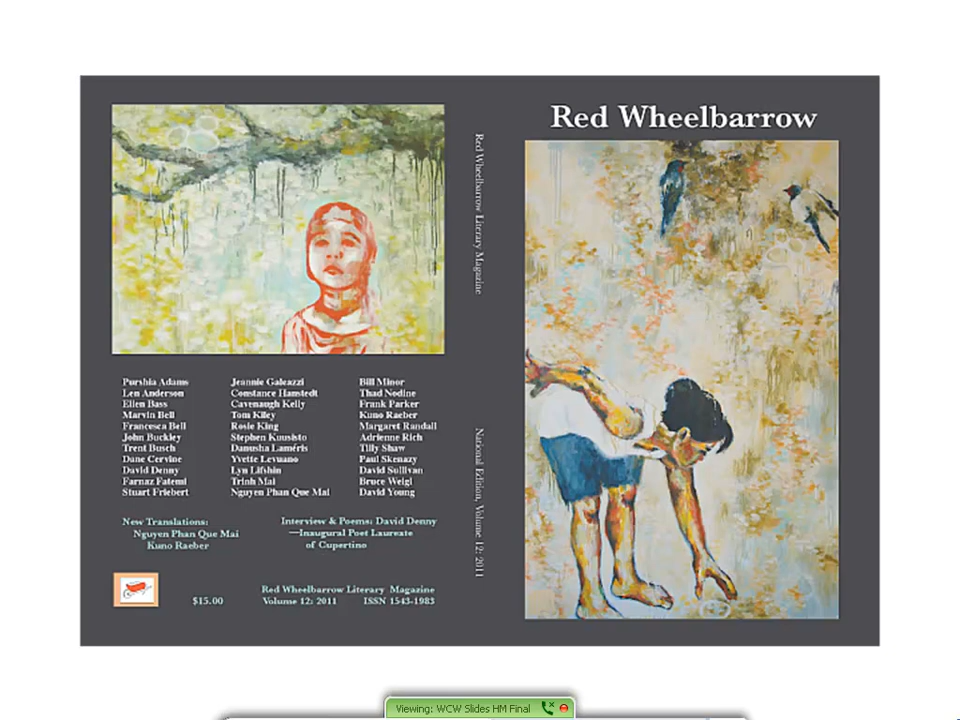 Red Wheelbarrow
Red Wheelbarrow Literary Magazine
National Edition, Volume 12: 2011
Purshia Adams
Len Anderson
Ellen Bass
Marvin Bell
Francesca Bell
John Buckley
Trent Busch
Dane Cervine
David Denny
Farnaz Fatemi
Stuart Friebert
Jeannie Galeazzi
Constance Hanstedt
Cavenaugh Kelly
Tom Kiley
Rosie King
Stephen Kuusisto
Danusha Laméris
Yvette Levuano
Lyn Lifshin
Trinh Mai
Nguyen Phan Que Mai
Bill Minor
Thad Nodine
Frank Parker
Kuno Raeber
Margaret Randall
Adrienne Rich
Tilly Shaw
Paul Skenazy
David Sullivan
Bruce Weigl
David Young
New Translations:
Nguyen Phan Que Mai
Kuno Raeber
Interview & Poems: David Denny
—Inaugural Poet Laureate
of Cupertino
$15.00
Red Wheelbarrow Literary Magazine
Volume 12: 2011 ISSN 1543-1983
Viewing: WCW Slides HM Final